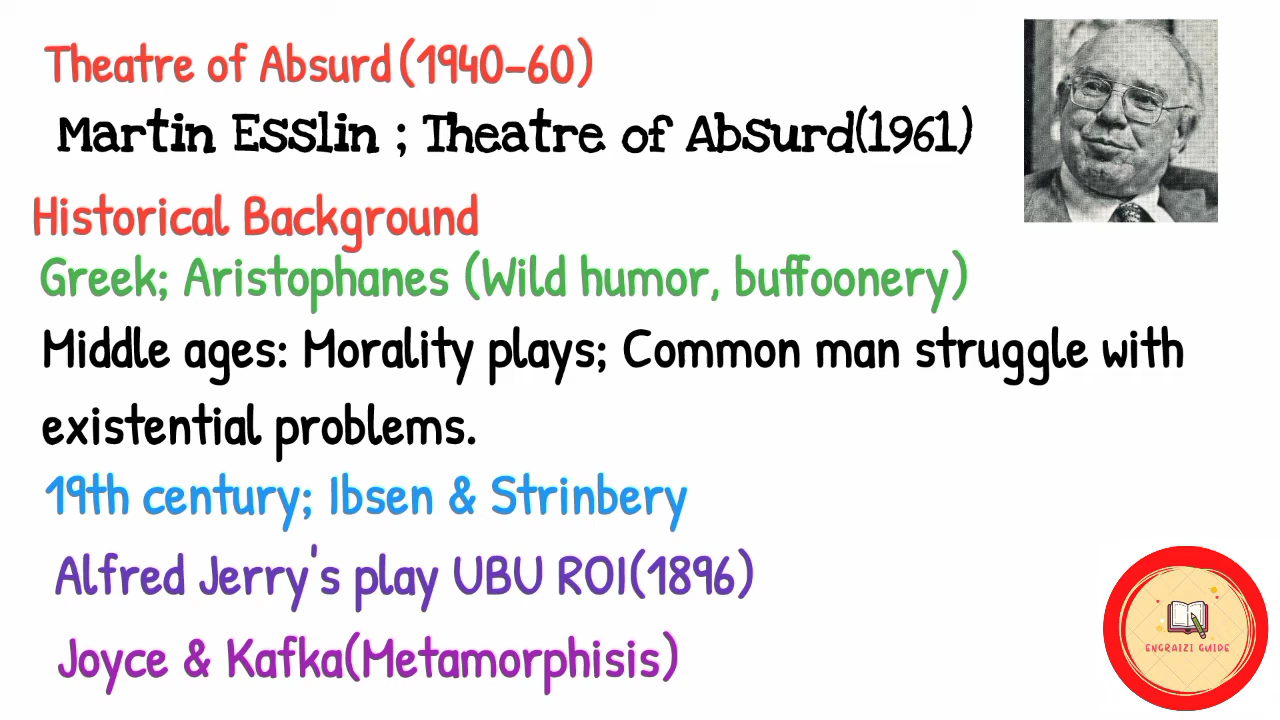 Theatre of Absurd (1940-60)
Martin Esslin ; Theatre of Absurd(1961)
Historical Background
Greek; Aristophanes (Wild humor, buffoonery)
Middle ages: Morality plays; Common man struggle with
existential problems.
19th century; Ibsen & Strinbery
Alfred Jerry's play UBU ROI(1896)
Joyce & Kafka(Metamorphisis)
ENGRAIZI GUIDE